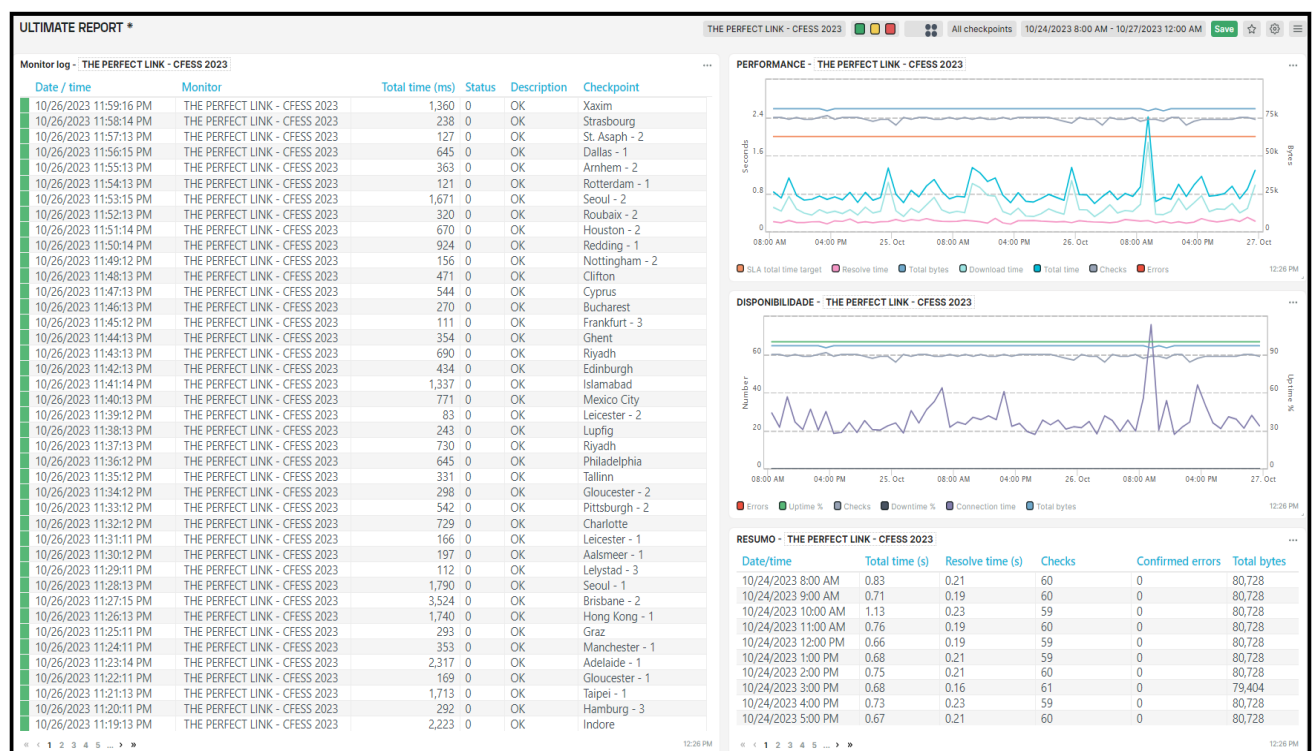 ULTIMATE REPORT *
THE PERFECT LINK - CFESS 2023 All checkpoints 10/24/2023 8:00 AM - 10/27/2023 12:00 AM Save
Monitor log - THE PERFECT LINK - CFESS 2023 ...
Date / time Monitor Total time (ms) Status Description Checkpoint
10/26/2023 11:59:16 PM THE PERFECT LINK - CFESS 2023 1,360 0 OK Xaxim
10/26/2023 11:58:14 PM THE PERFECT LINK - CFESS 2023 238 0 OK Strasbourg
10/26/2023 11:57:13 PM THE PERFECT LINK - CFESS 2023 127 0 OK St. Asaph - 2
10/26/2023 11:56:15 PM THE PERFECT LINK - CFESS 2023 645 0 OK Dallas - 1
10/26/2023 11:55:13 PM THE PERFECT LINK - CFESS 2023 363 0 OK Arnhem - 2
10/26/2023 11:54:13 PM THE PERFECT LINK - CFESS 2023 121 0 OK Rotterdam - 1
10/26/2023 11:53:15 PM THE PERFECT LINK - CFESS 2023 1,671 0 OK Seoul - 2
10/26/2023 11:52:13 PM THE PERFECT LINK - CFESS 2023 320 0 OK Roubaix - 2
10/26/2023 11:51:14 PM THE PERFECT LINK - CFESS 2023 670 0 OK Houston - 2
10/26/2023 11:50:14 PM THE PERFECT LINK - CFESS 2023 924 0 OK Redding - 1
10/26/2023 11:49:12 PM THE PERFECT LINK - CFESS 2023 156 0 OK Nottingham - 2
10/26/2023 11:48:13 PM THE PERFECT LINK - CFESS 2023 471 0 OK Clifton
10/26/2023 11:47:13 PM THE PERFECT LINK - CFESS 2023 544 0 OK Cyprus
10/26/2023 11:46:13 PM THE PERFECT LINK - CFESS 2023 270 0 OK Bucharest
10/26/2023 11:45:12 PM THE PERFECT LINK - CFESS 2023 111 0 OK Frankfurt - 3
10/26/2023 11:44:13 PM THE PERFECT LINK - CFESS 2023 354 0 OK Ghent
10/26/2023 11:43:13 PM THE PERFECT LINK - CFESS 2023 690 0 OK Riyadh
10/26/2023 11:42:13 PM THE PERFECT LINK - CFESS 2023 434 0 OK Edinburgh
10/26/2023 11:41:14 PM THE PERFECT LINK - CFESS 2023 1,337 0 OK Islamabad
10/26/2023 11:40:13 PM THE PERFECT LINK - CFESS 2023 771 0 OK Mexico City
10/26/2023 11:39:12 PM THE PERFECT LINK - CFESS 2023 83 0 OK Leicester - 2
10/26/2023 11:38:13 PM THE PERFECT LINK - CFESS 2023 243 0 OK Lupfig
10/26/2023 11:37:13 PM THE PERFECT LINK - CFESS 2023 730 0 OK Riyadh
10/26/2023 11:36:12 PM THE PERFECT LINK - CFESS 2023 645 0 OK Philadelphia
10/26/2023 11:35:12 PM THE PERFECT LINK - CFESS 2023 331 0 OK Tallinn
10/26/2023 11:34:12 PM THE PERFECT LINK - CFESS 2023 298 0 OK Gloucester - 2
10/26/2023 11:33:12 PM THE PERFECT LINK - CFESS 2023 542 0 OK Pittsburgh - 2
10/26/2023 11:32:12 PM THE PERFECT LINK - CFESS 2023 729 0 OK Charlotte
10/26/2023 11:31:11 PM THE PERFECT LINK - CFESS 2023 166 0 OK Leicester - 1
10/26/2023 11:30:12 PM THE PERFECT LINK - CFESS 2023 197 0 OK Aalsmeer - 1
10/26/2023 11:29:11 PM THE PERFECT LINK - CFESS 2023 112 0 OK Lelystad - 3
10/26/2023 11:28:13 PM THE PERFECT LINK - CFESS 2023 1,790 0 OK Seoul - 1
10/26/2023 11:27:15 PM THE PERFECT LINK - CFESS 2023 3,524 0 OK Brisbane - 2
10/26/2023 11:26:13 PM THE PERFECT LINK - CFESS 2023 1,740 0 OK Hong Kong - 1
10/26/2023 11:25:11 PM THE PERFECT LINK - CFESS 2023 293 0 OK Graz
10/26/2023 11:24:11 PM THE PERFECT LINK - CFESS 2023 353 0 OK Manchester - 1
10/26/2023 11:23:14 PM THE PERFECT LINK - CFESS 2023 2,317 0 OK Adelaide - 1
10/26/2023 11:22:11 PM THE PERFECT LINK - CFESS 2023 169 0 OK Gloucester - 1
10/26/2023 11:21:13 PM THE PERFECT LINK - CFESS 2023 1,713 0 OK Taipei - 1
10/26/2023 11:20:11 PM THE PERFECT LINK - CFESS 2023 292 0 OK Hamburg - 3
10/26/2023 11:19:13 PM THE PERFECT LINK - CFESS 2023 2,223 0 OK Indore
« ‹ 1 2 3 4 5 ... › » 12:26 PM
PERFORMANCE - THE PERFECT LINK - CFESS 2023 ...
2.4 75k
1.6 50k
0.8 25k
0 0
Seconds
Bytes
08:00 AM 04:00 PM 25. Oct 08:00 AM 04:00 PM 26. Oct 08:00 AM 04:00 PM 27. Oct
SLA total time target Resolve time Total bytes Download time Total time Checks Errors 12:26 PM
DISPONIBILIDADE - THE PERFECT LINK - CFESS 2023 ...
60 90
40 60
20 30
0 0
Number
Uptime %
08:00 AM 04:00 PM 25. Oct 08:00 AM 04:00 PM 26. Oct 08:00 AM 04:00 PM 27. Oct
Errors Uptime % Checks Downtime % Connection time Total bytes 12:26 PM
RESUMO - THE PERFECT LINK - CFESS 2023 ...
Date/time Total time (s) Resolve time (s) Checks Confirmed errors Total bytes
10/24/2023 8:00 AM 0.83 0.21 60 0 80,728
10/24/2023 9:00 AM 0.71 0.19 60 0 80,728
10/24/2023 10:00 AM 1.13 0.23 59 0 80,728
10/24/2023 11:00 AM 0.76 0.19 60 0 80,728
10/24/2023 12:00 PM 0.66 0.19 59 0 80,728
10/24/2023 1:00 PM 0.68 0.21 59 0 80,728
10/24/2023 2:00 PM 0.75 0.21 60 0 80,728
10/24/2023 3:00 PM 0.68 0.16 61 0 79,404
10/24/2023 4:00 PM 0.73 0.23 59 0 80,728
10/24/2023 5:00 PM 0.67 0.21 60 0 80,728
« ‹ 1 2 3 4 5 ... › » 12:26 PM